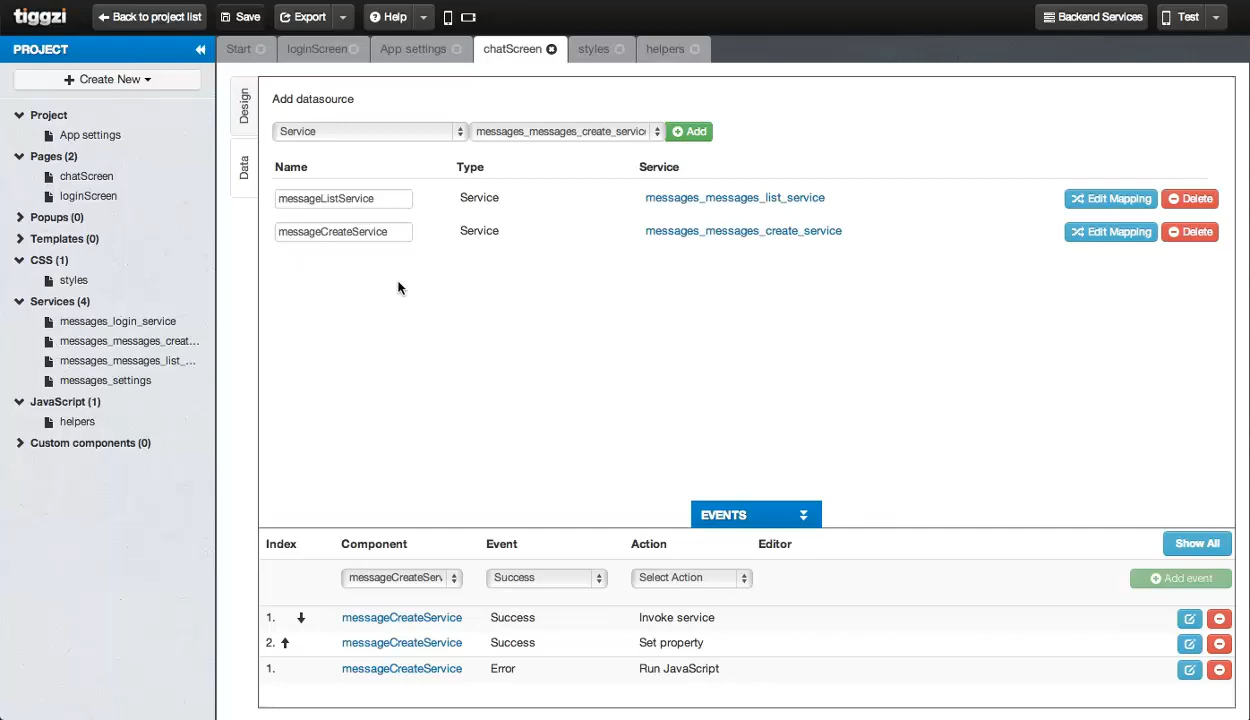 tiggzi
Back to project list
Save
Export
Help
Backend Services
Test
PROJECT
Start
loginScreen
App settings
chatScreen
styles
helpers
Create New
Project
App settings
Pages (2)
chatScreen
loginScreen
Popups (0)
Templates (0)
CSS (1)
styles
Services (4)
messages_login_service
messages_messages_creat...
messages_messages_list_...
messages_settings
JavaScript (1)
helpers
Custom components (0)
Design
Data
Add datasource
Service
messages_messages_create_servic
Add
Name Type Service
messageListService Service messages_messages_list_service Edit Mapping Delete
messageCreateService Service messages_messages_create_service Edit Mapping Delete
EVENTS
Index Component Event Action Editor Show All
messageCreateServ Success Select Action Add event
1. messageCreateService Success Invoke service
2. messageCreateService Success Set property
1. messageCreateService Error Run JavaScript